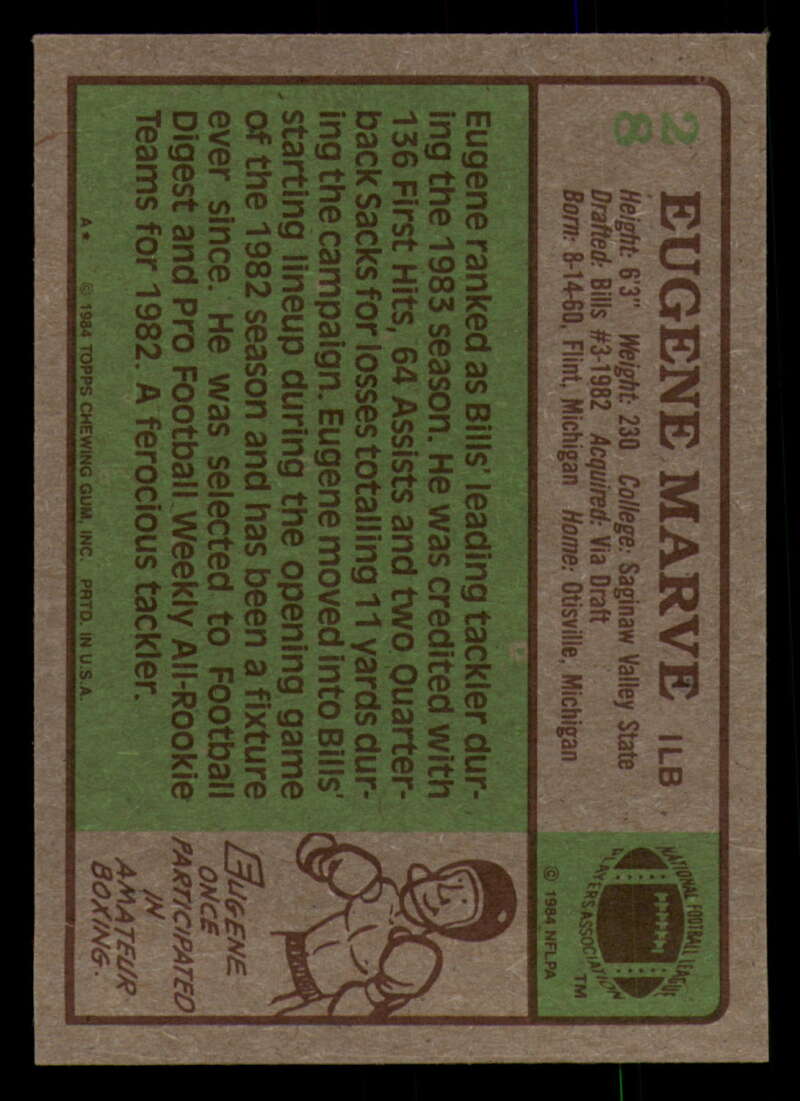 28
EUGENE MARVE ILB
Height: 6'3" Weight: 230 College: Saginaw Valley State
Drafted: Bills #3-1982 Acquired: Via Draft
Born: 8-14-60, Flint, Michigan Home: Otisville, Michigan
NATIONAL FOOTBALL LEAGUE
PLAYERS ASSOCIATION
TM
© 1984 NFLPA
Eugene ranked as Bills' leading tackler dur-
ing the 1983 season. He was credited with
136 First Hits, 64 Assists and two Quarter-
back Sacks for losses totalling 11 yards dur-
ing the campaign. Eugene moved into Bills'
starting lineup during the opening game
of the 1982 season and has been a fixture
ever since. He was selected to Football
Digest and Pro Football Weekly All-Rookie
Teams for 1982. A ferocious tackler.
A* © 1984 TOPPS CHEWING GUM, INC. PRTD. IN U.S.A.
EUGENE
ONCE
PARTICIPATED
IN
AMATEUR
BOXING.